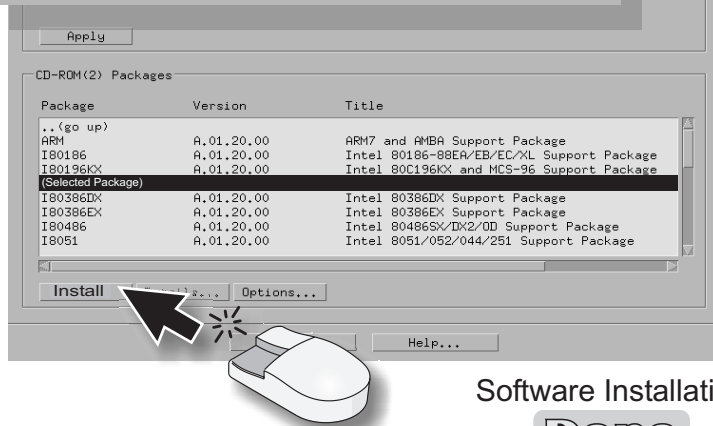 Apply
CD-ROM(2) Packages
Package Version Title
..(go up)
ARM A.01.20.00 ARM7 and AMBA Support Package
I80186 A.01.20.00 Intel 80186-88EA/EB/EC/XL Support Package
I80196KX A.01.20.00 Intel 80C196KX and MCS-96 Support Package
(Selected Package)
I80386DX A.01.20.00 Intel 80386DX Support Package
I80386EX A.01.20.00 Intel 80386EX Support Package
I80486 A.01.20.00 Intel 80486SX/DX2/OD Support Package
I8051 A.01.20.00 Intel 8051/052/044/251 Support Package
Install Options...
Help...
Software Installati